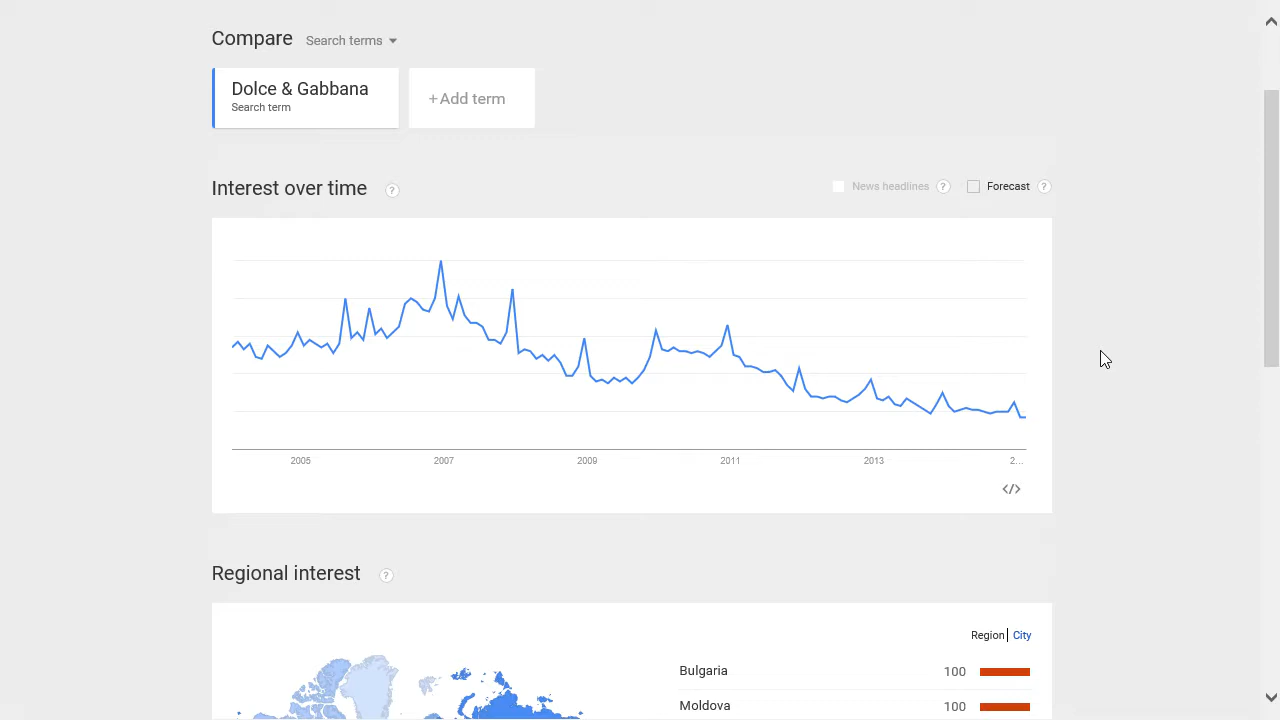 Compare Search terms
Dolce & Gabbana
Search term
+Add term
Interest over time ?
News headlines ? Forecast ?
2005 2007 2009 2011 2013 2...
</>
Regional interest ?
Region City
Bulgaria 100
Moldova 100